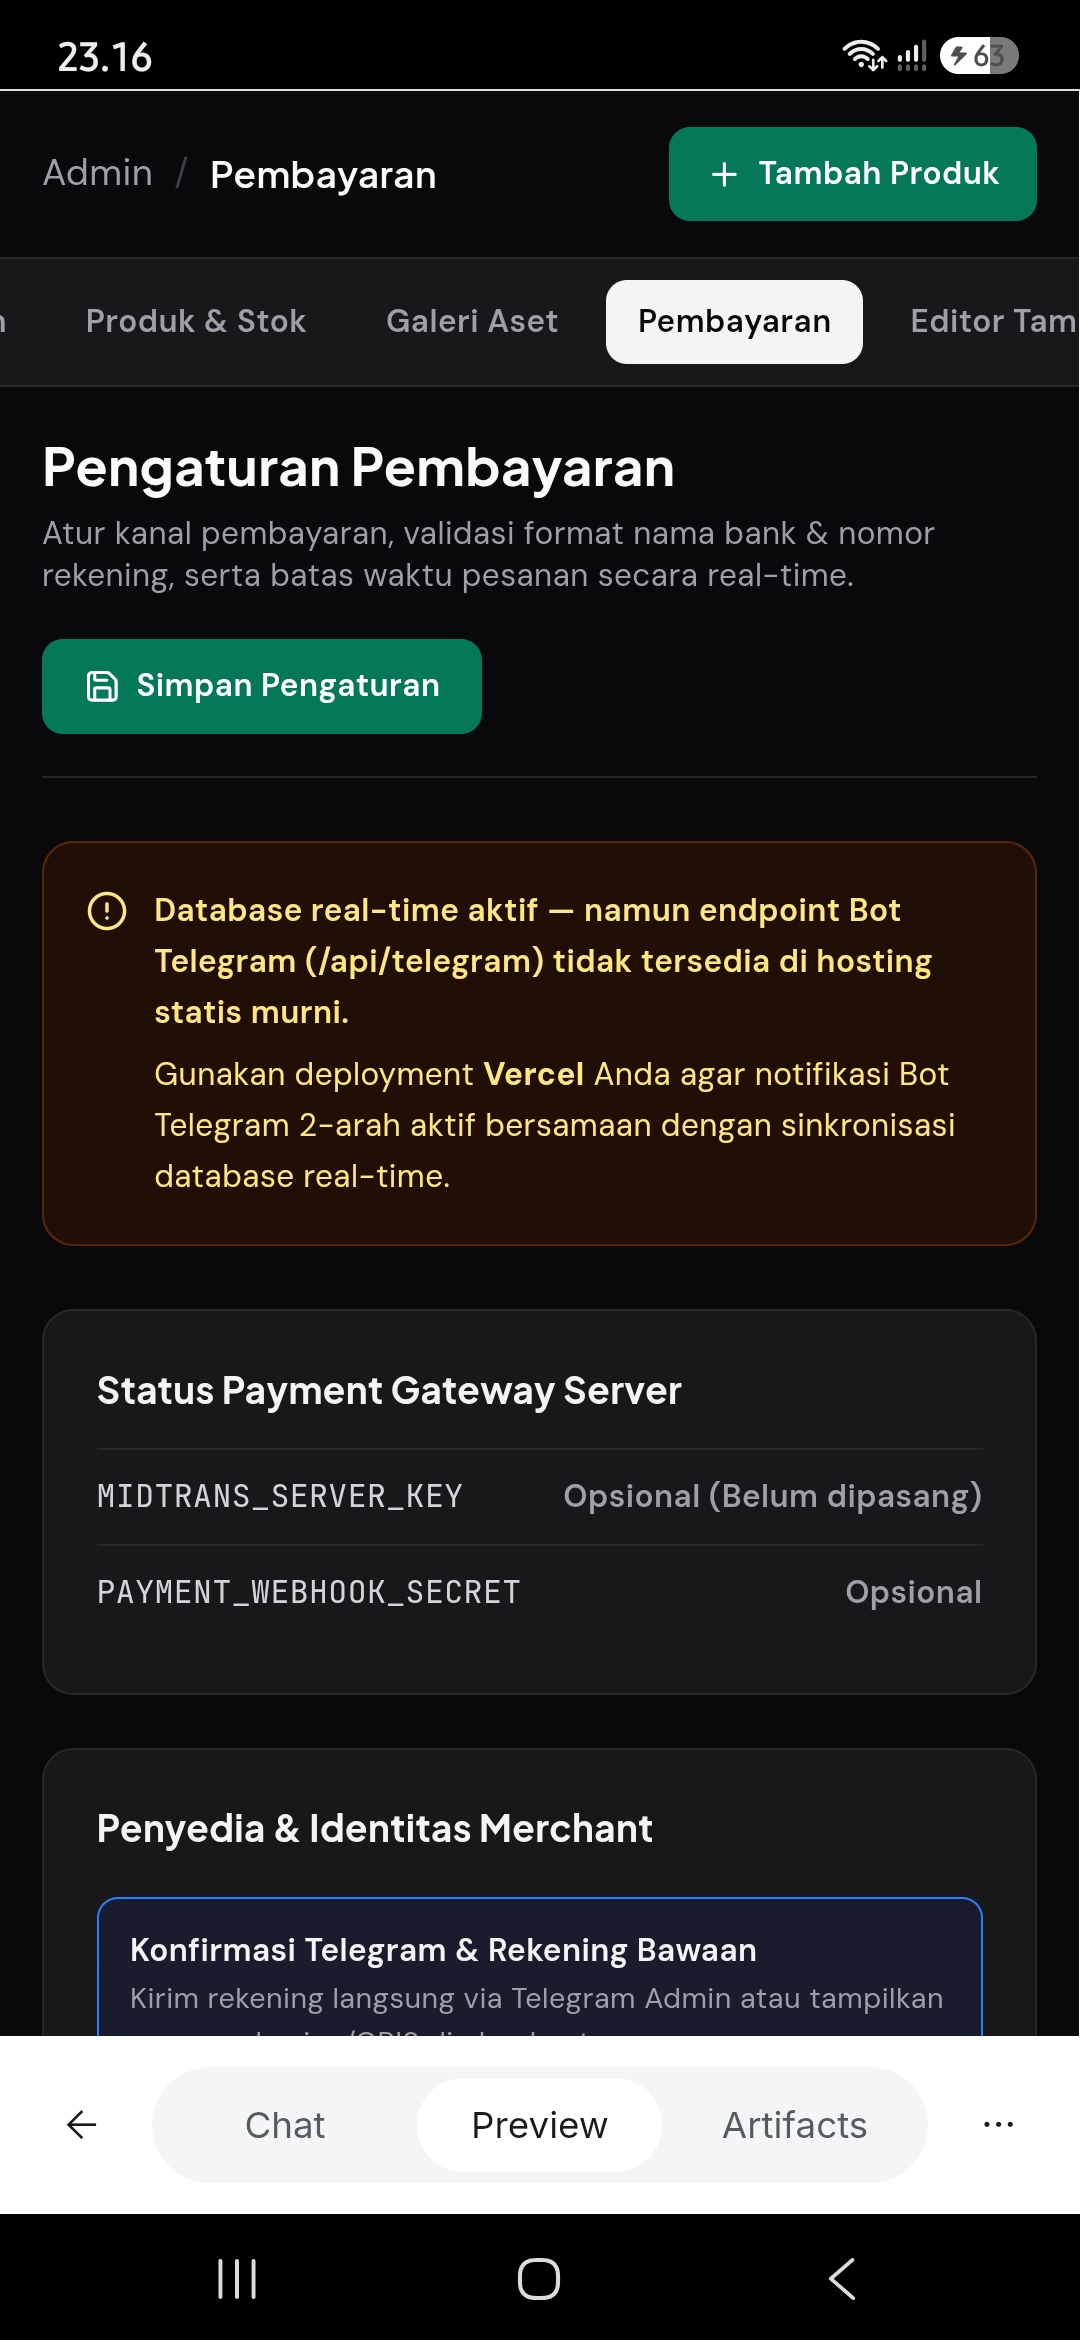 23.16
63
Admin / Pembayaran
+ Tambah Produk
Produk & Stok
Galeri Aset
Pembayaran
Editor Tam
Pengaturan Pembayaran
Atur kanal pembayaran, validasi format nama bank & nomor
rekening, serta batas waktu pesanan secara real-time.
Simpan Pengaturan
Database real-time aktif — namun endpoint Bot
Telegram (/api/telegram) tidak tersedia di hosting
statis murni.
Gunakan deployment Vercel Anda agar notifikasi Bot
Telegram 2-arah aktif bersamaan dengan sinkronisasi
database real-time.
Status Payment Gateway Server
MIDTRANS_SERVER_KEY
Opsional (Belum dipasang)
PAYMENT_WEBHOOK_SECRET
Opsional
Penyedia & Identitas Merchant
Konfirmasi Telegram & Rekening Bawaan
Kirim rekening langsung via Telegram Admin atau tampilkan
Chat
Preview
Artifacts